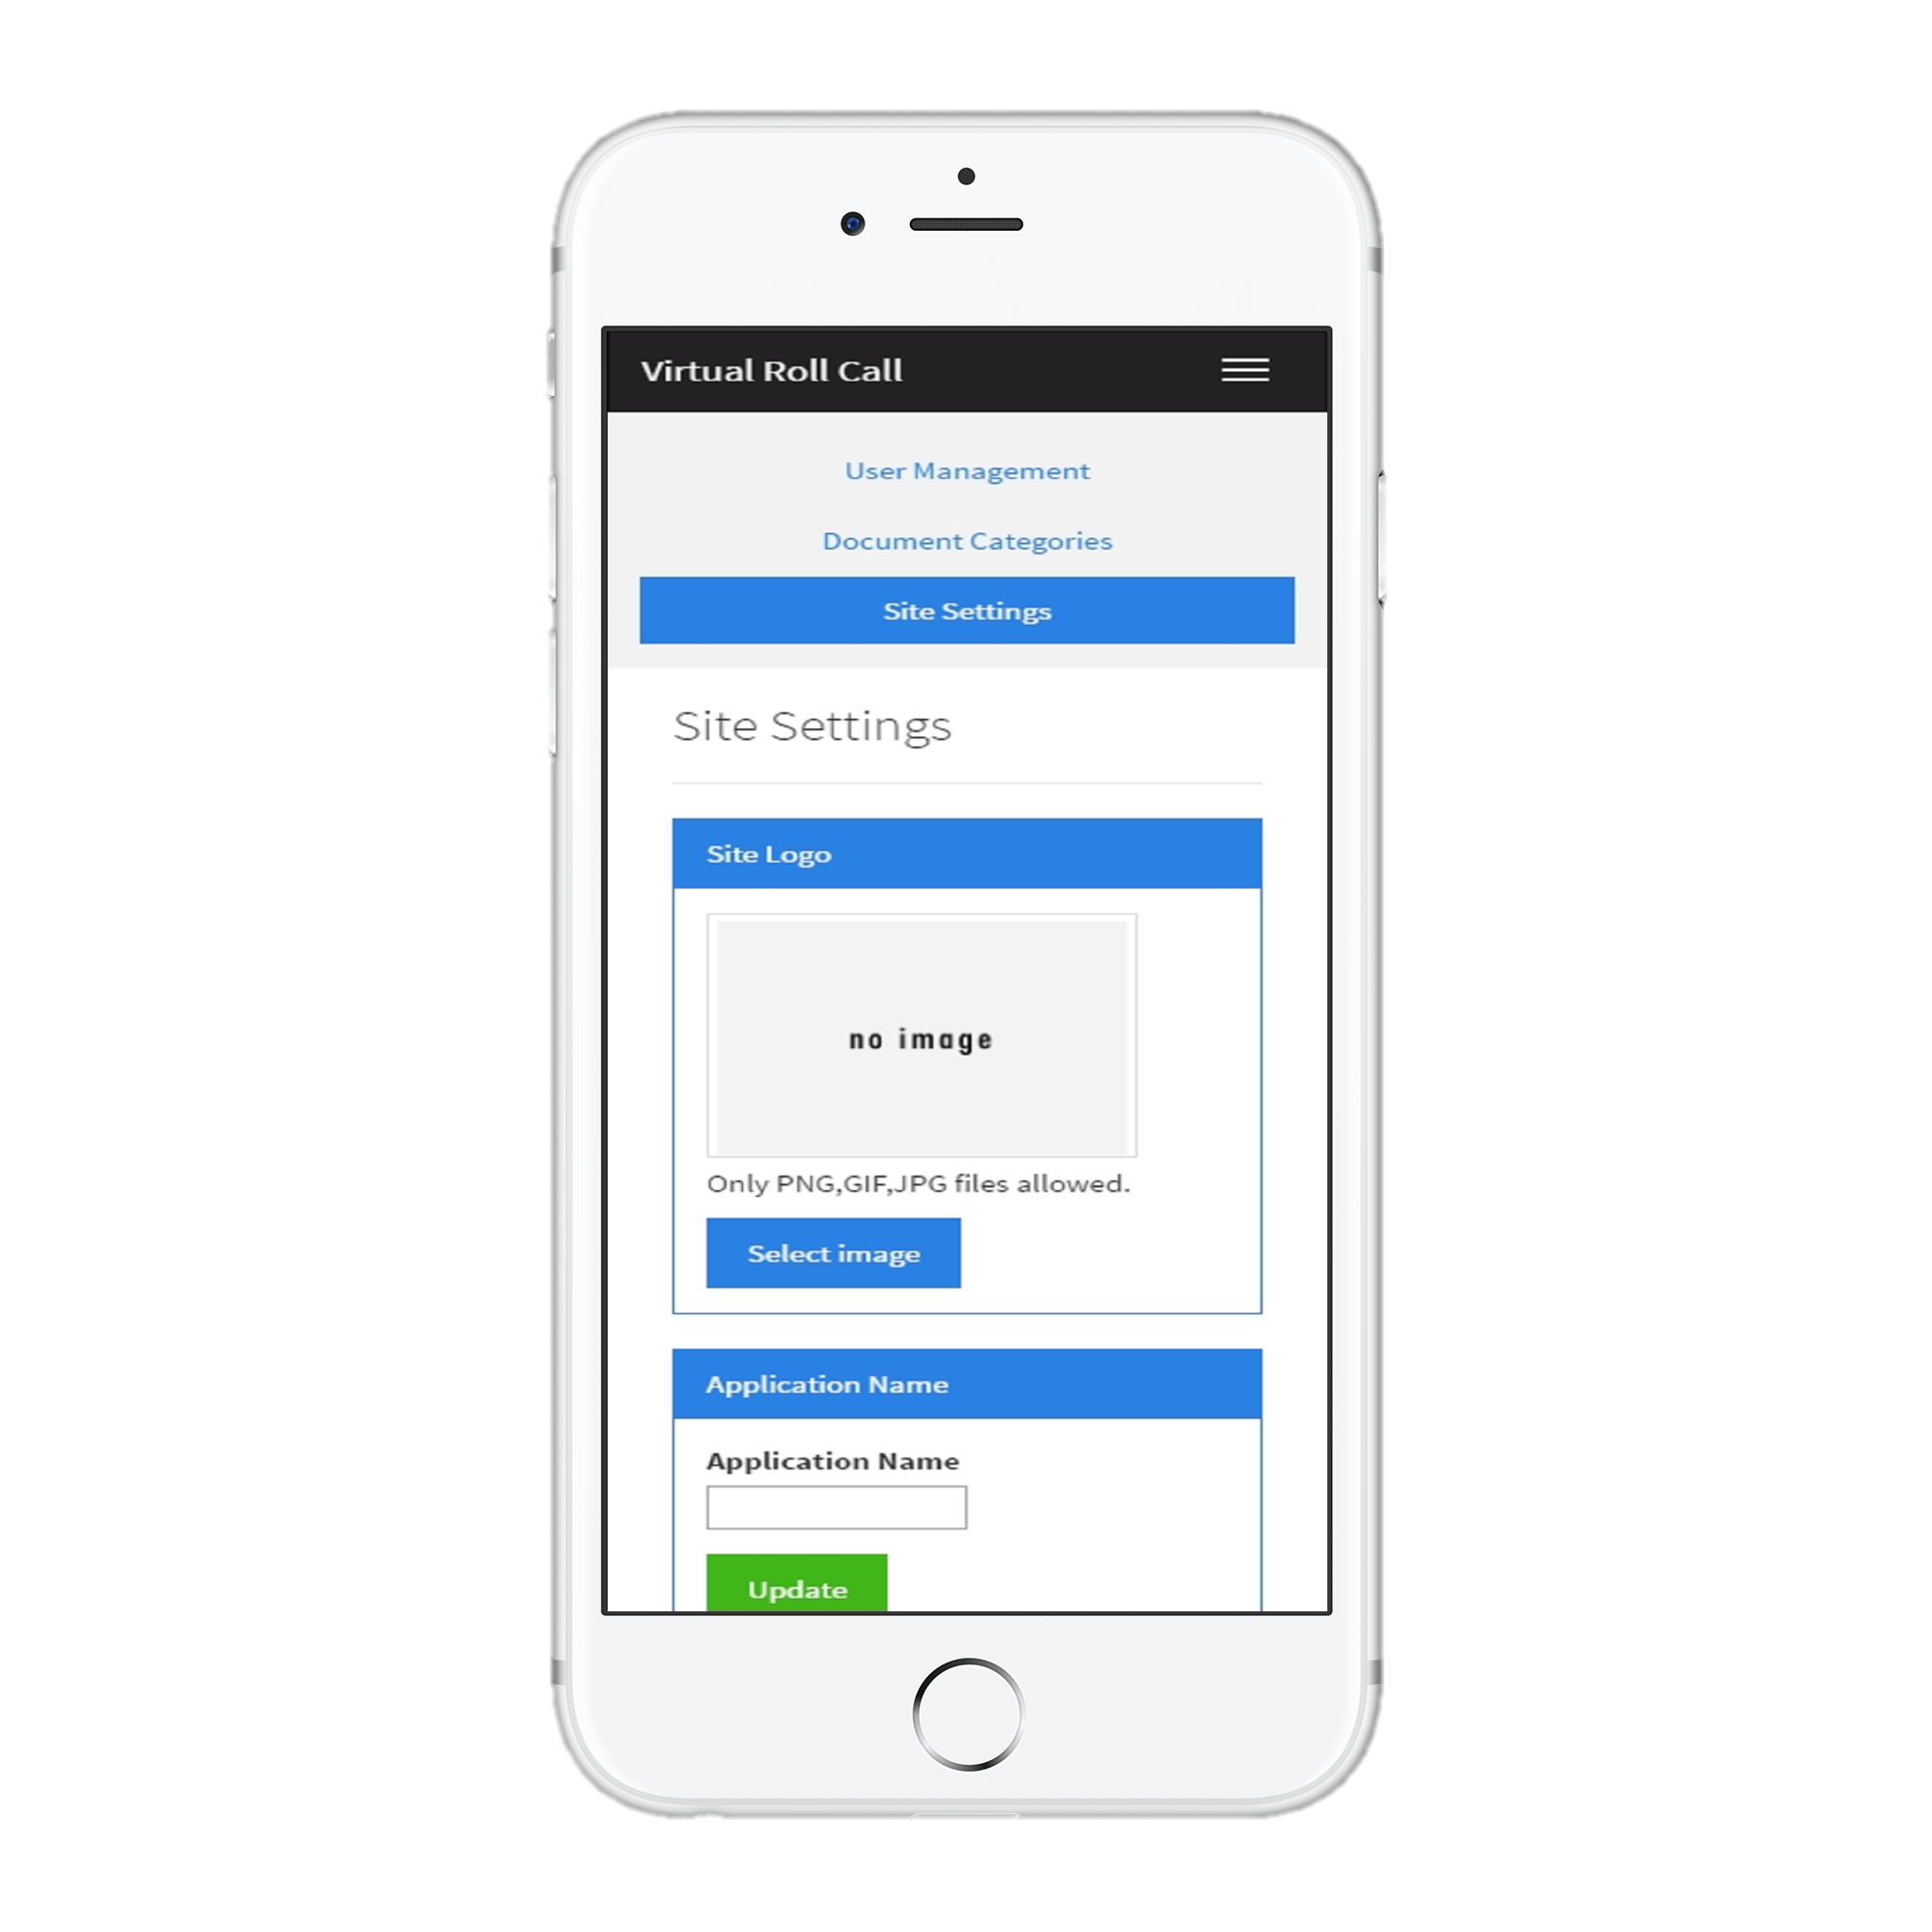 Virtual Roll Call
User Management
Document Categories
Site Settings
Site Settings
Site Logo
no image
Only PNG,GIF,JPG files allowed.
Select image
Application Name
Application Name
Update